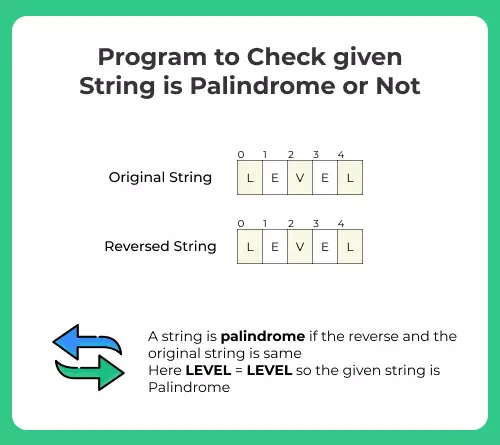 Program to Check given
String is Palindrome or Not
0 1 2 3 4
Original String L E V E L
0 1 2 3 4
Reversed String L E V E L
A string is palindrome if the reverse and the
original string is same
Here LEVEL = LEVEL so the given string is
Palindrome